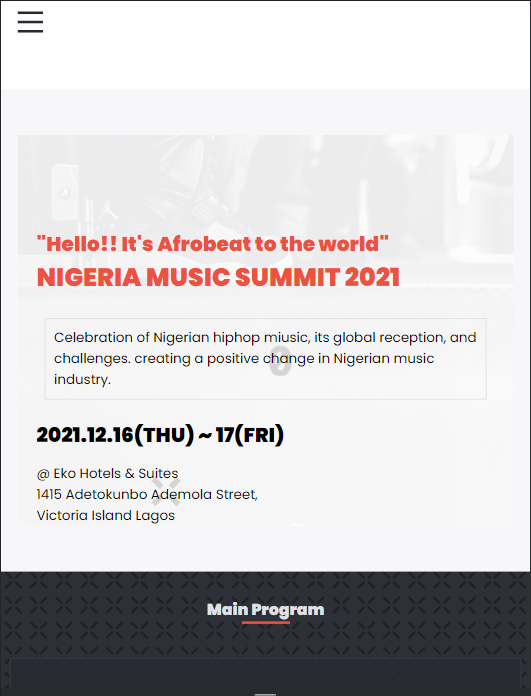 "Hello!! It's Afrobeat to the world"
NIGERIA MUSIC SUMMIT 2021
Celebration of Nigerian hiphop miusic, its global reception, and
challenges. creating a positive change in Nigerian music
industry.
2021.12.16(THU) ~ 17(FRI)
@ Eko Hotels & Suites
1415 Adetokunbo Ademola Street,
Victoria Island Lagos
Main Program